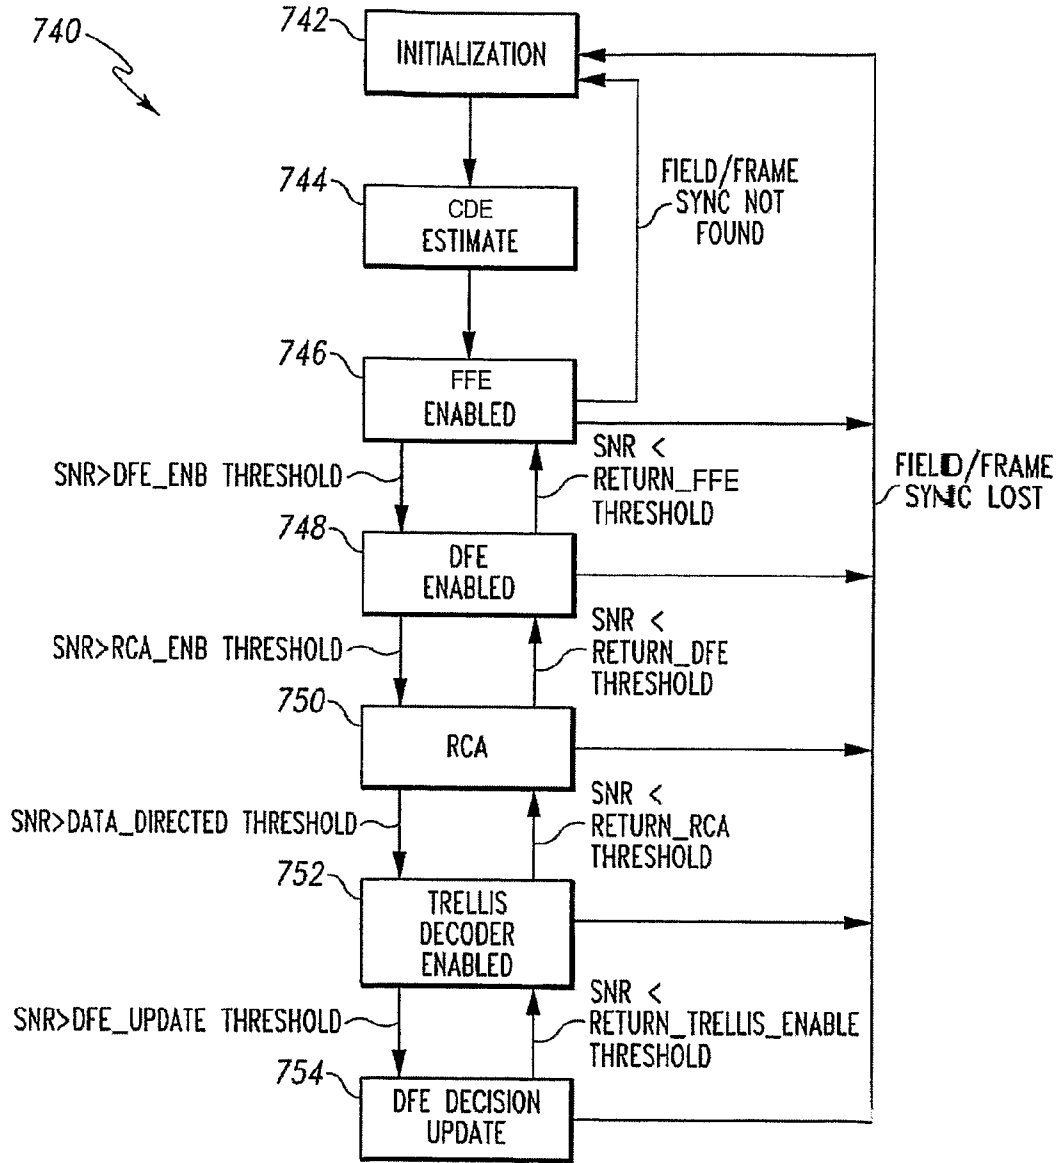 740
742
INITIALIZATION
744
CDE
ESTIMATE
FIELD/FRAME
SYNC NOT
FOUND
746
FFE
ENABLED
SNR>DFE_ENB THRESHOLD
SNR <
RETURN_FFE
THRESHOLD
FIELD/FRAME
SYNC LOST
748
DFE
ENABLED
SNR>RCA_ENB THRESHOLD
SNR <
RETURN_DFE
THRESHOLD
750
RCA
SNR>DATA_DIRECTED THRESHOLD
SNR <
RETURN_RCA
THRESHOLD
752
TRELLIS
DECODER
ENABLED
SNR>DFE_UPDATE THRESHOLD
SNR <
RETURN_TRELLIS_ENABLE
THRESHOLD
754
DFE DECISION
UPDATE